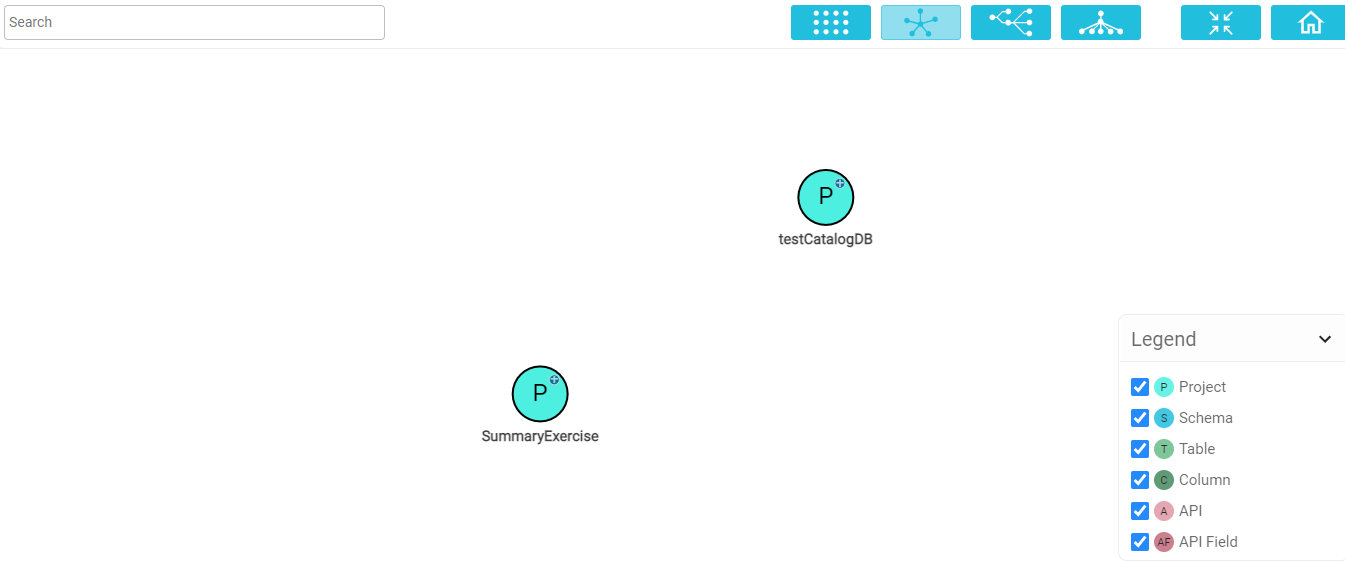 Search
P
testCatalogDB
P
SummaryExercise
Legend
P Project
S Schema
T Table
C Column
A API
AF API Field